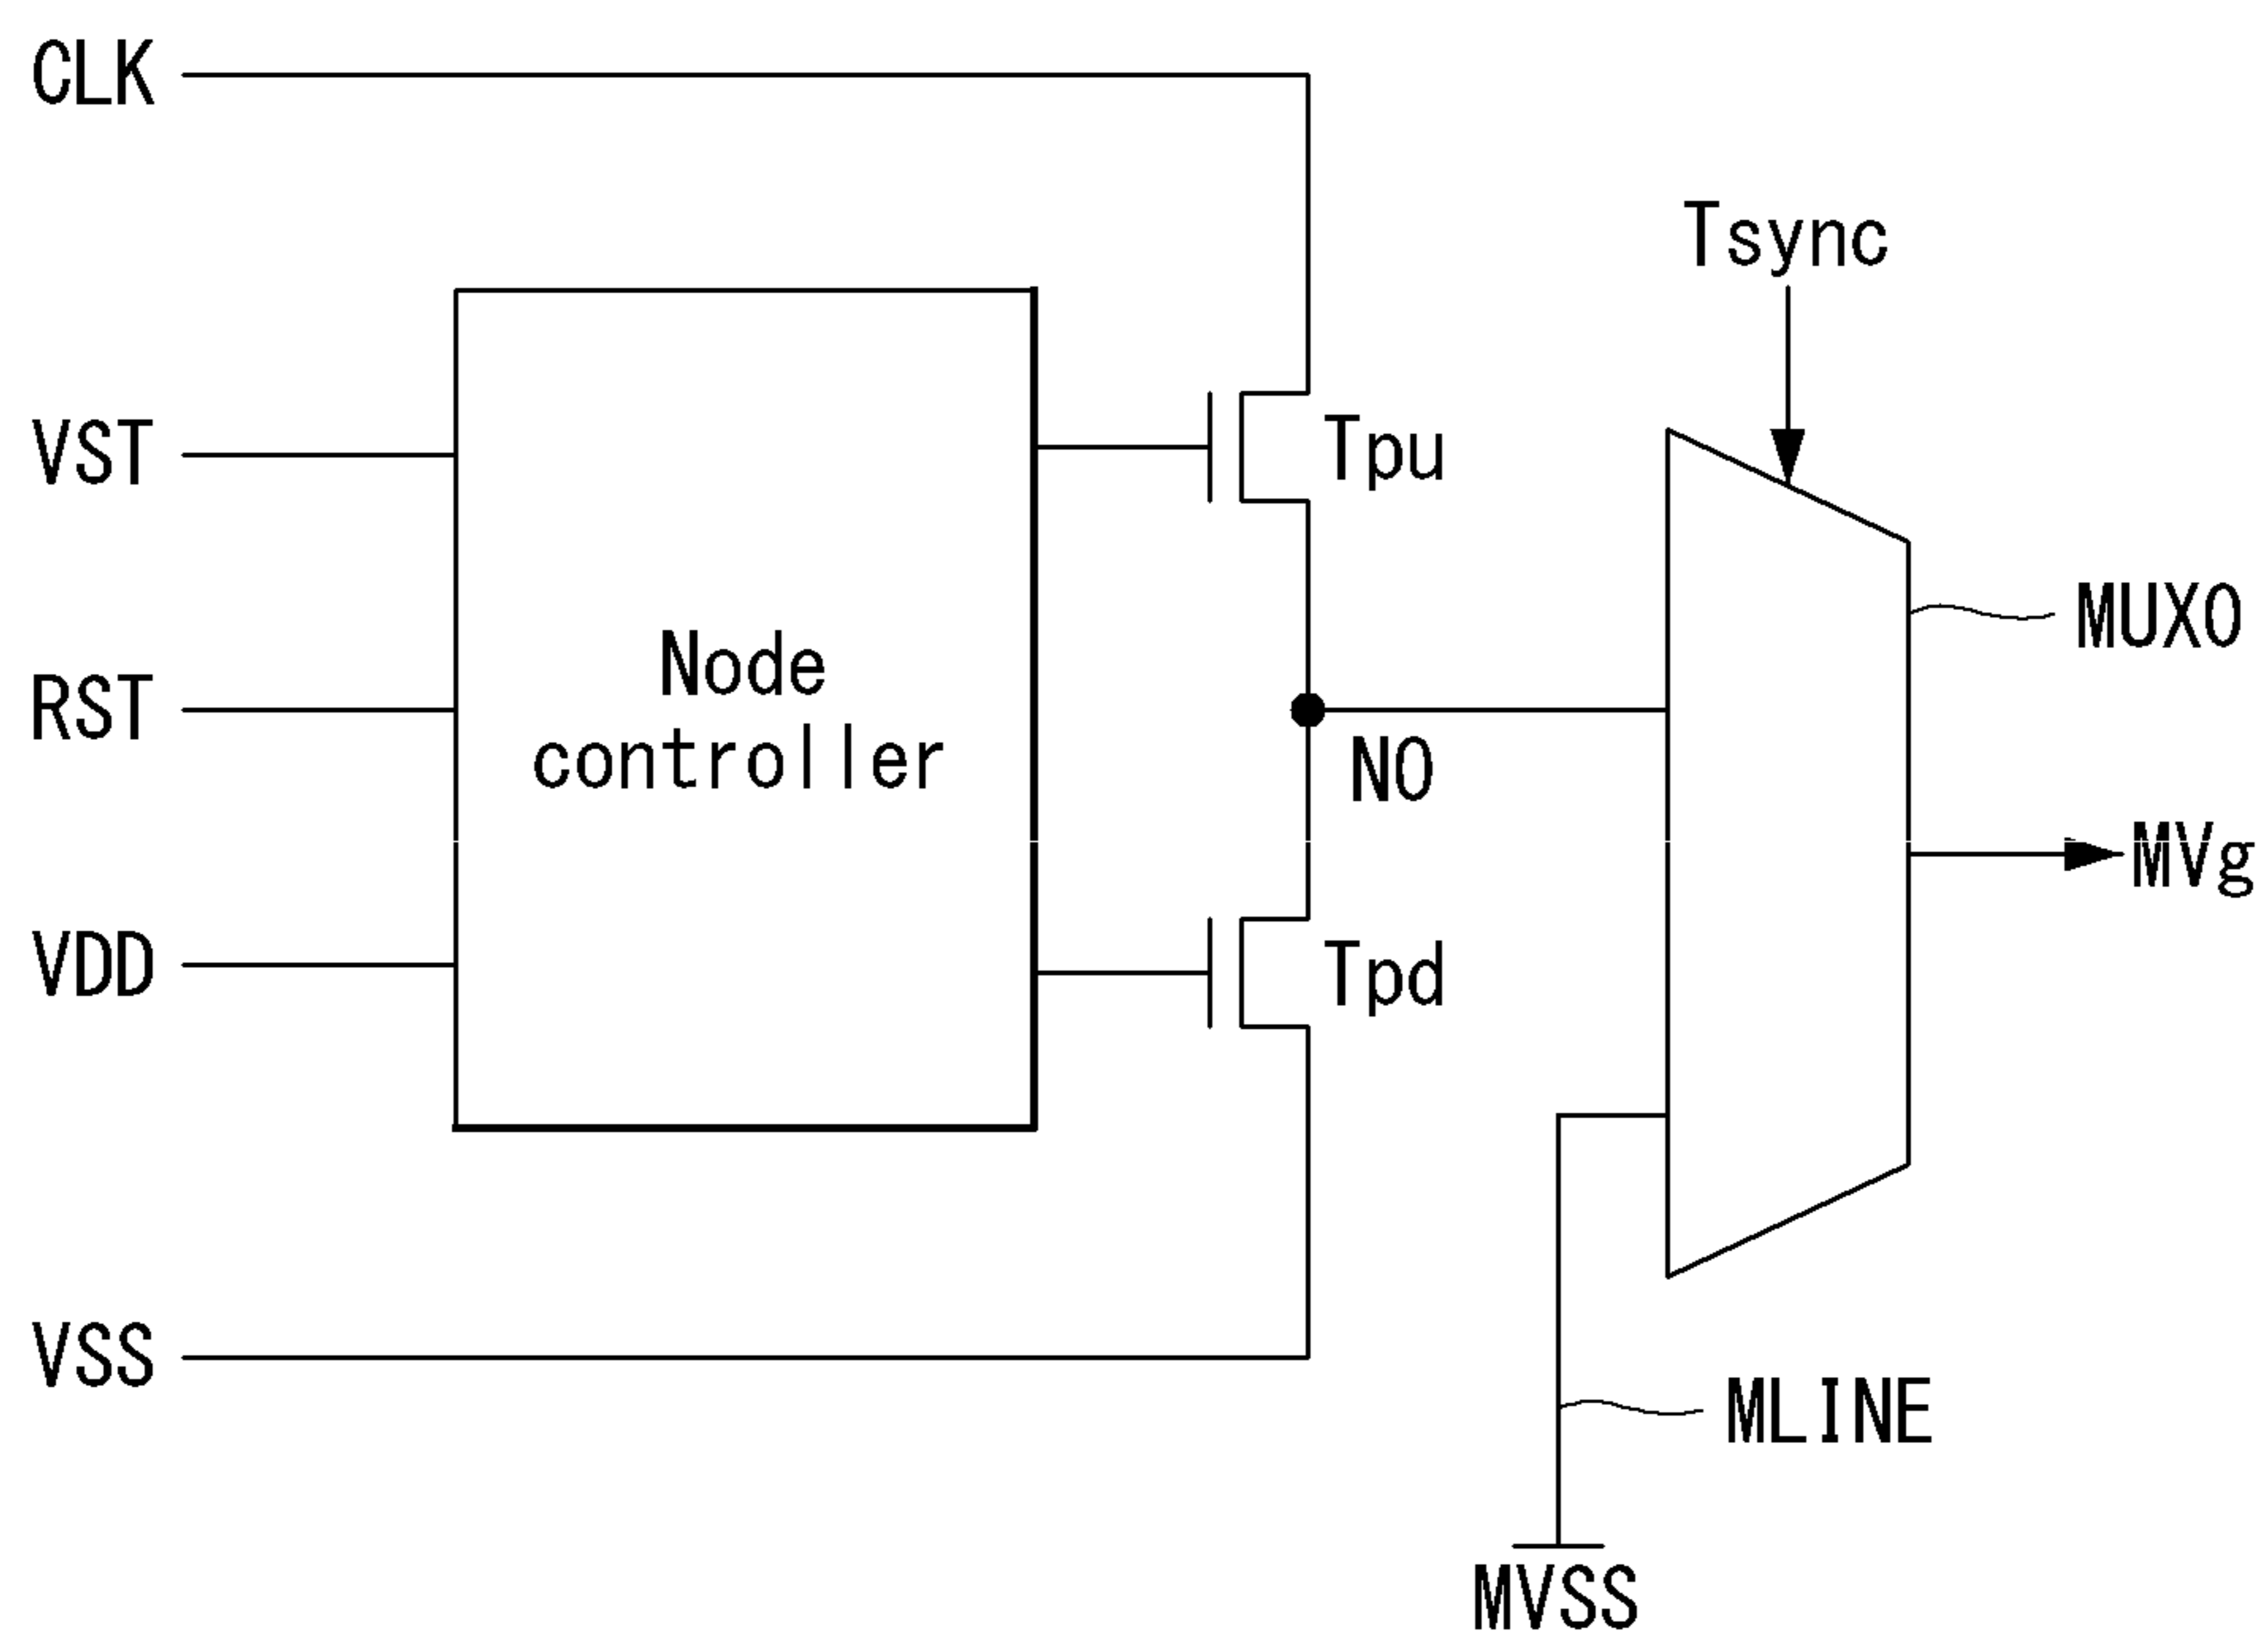 CLK
Tsync
VST
Tpu
MUXO
Node
controller
RST
NO
MVg
VDD
Tpd
VSS
MLINE
MVSS